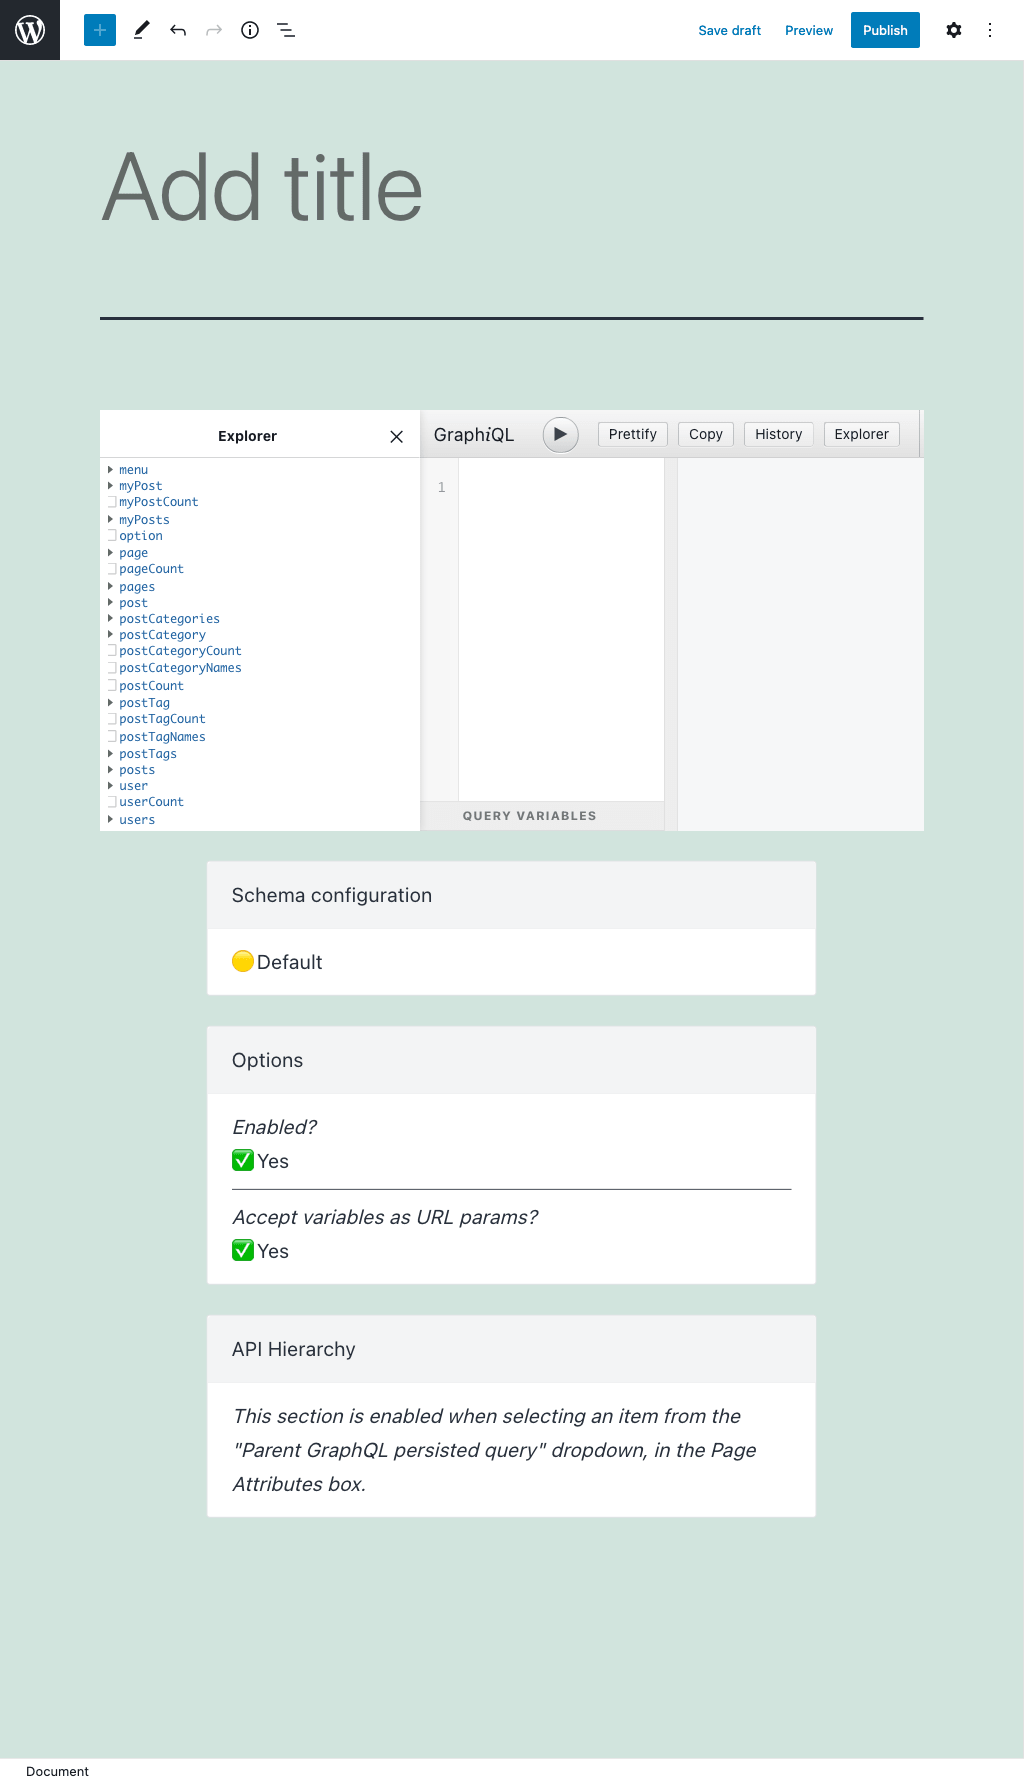 Save draft Preview Publish
Add title
Explorer
GraphiQL Prettify Copy History Explorer
menu
myPost
myPostCount
myPosts
option
page
pageCount
pages
post
postCategories
postCategory
postCategoryCount
postCategoryNames
postCount
postTag
postTagCount
postTagNames
postTags
posts
user
userCount
users
1
QUERY VARIABLES
Schema configuration
🟡Default
Options
Enabled?
✅Yes
Accept variables as URL params?
✅Yes
API Hierarchy
This section is enabled when selecting an item from the
"Parent GraphQL persisted query" dropdown, in the Page
Attributes box.
Document